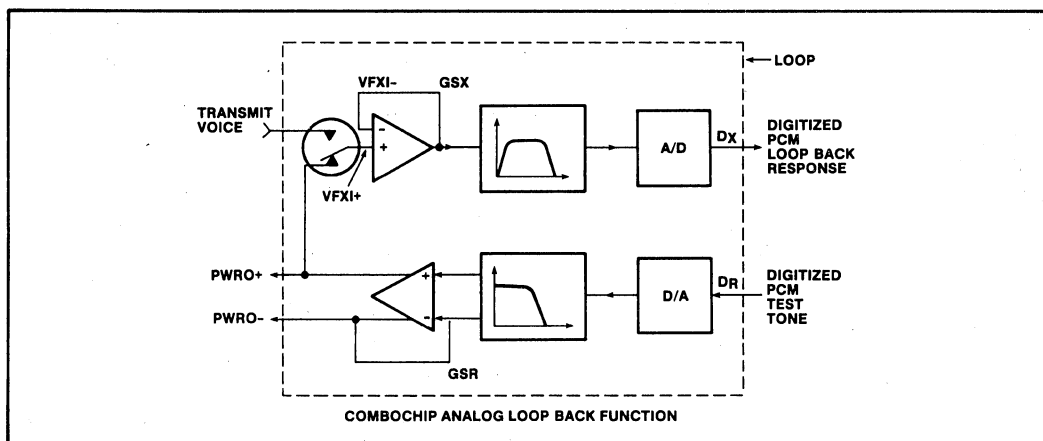 LOOP
VFXI–
GSX
TRANSMIT
VOICE
–
+
VFXI+
A/D
DX
DIGITIZED
PCM
LOOP BACK
RESPONSE
PWRO+
PWRO–
+
–
GSR
D/A
DR
DIGITIZED
PCM
TEST
TONE
COMBOCHIP ANALOG LOOP BACK FUNCTION